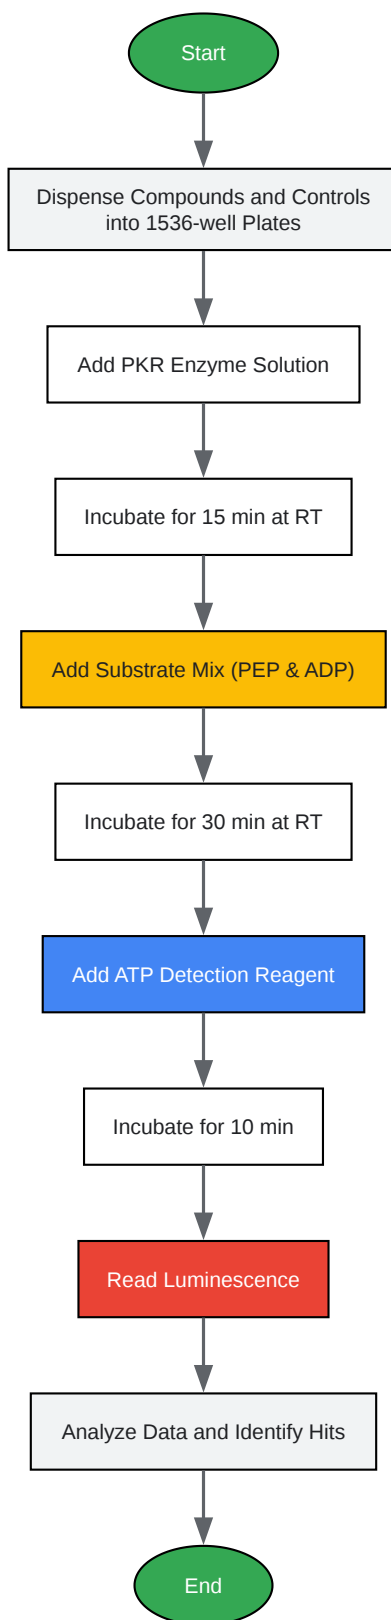 Start
Dispense Compounds and Controls
into 1536-well Plates
Add PKR Enzyme Solution
Incubate for 15 min at RT
Add Substrate Mix (PEP & ADP)
Incubate for 30 min at RT
Add ATP Detection Reagent
Incubate for 10 min
Read Luminescence
Analyze Data and Identify Hits
End